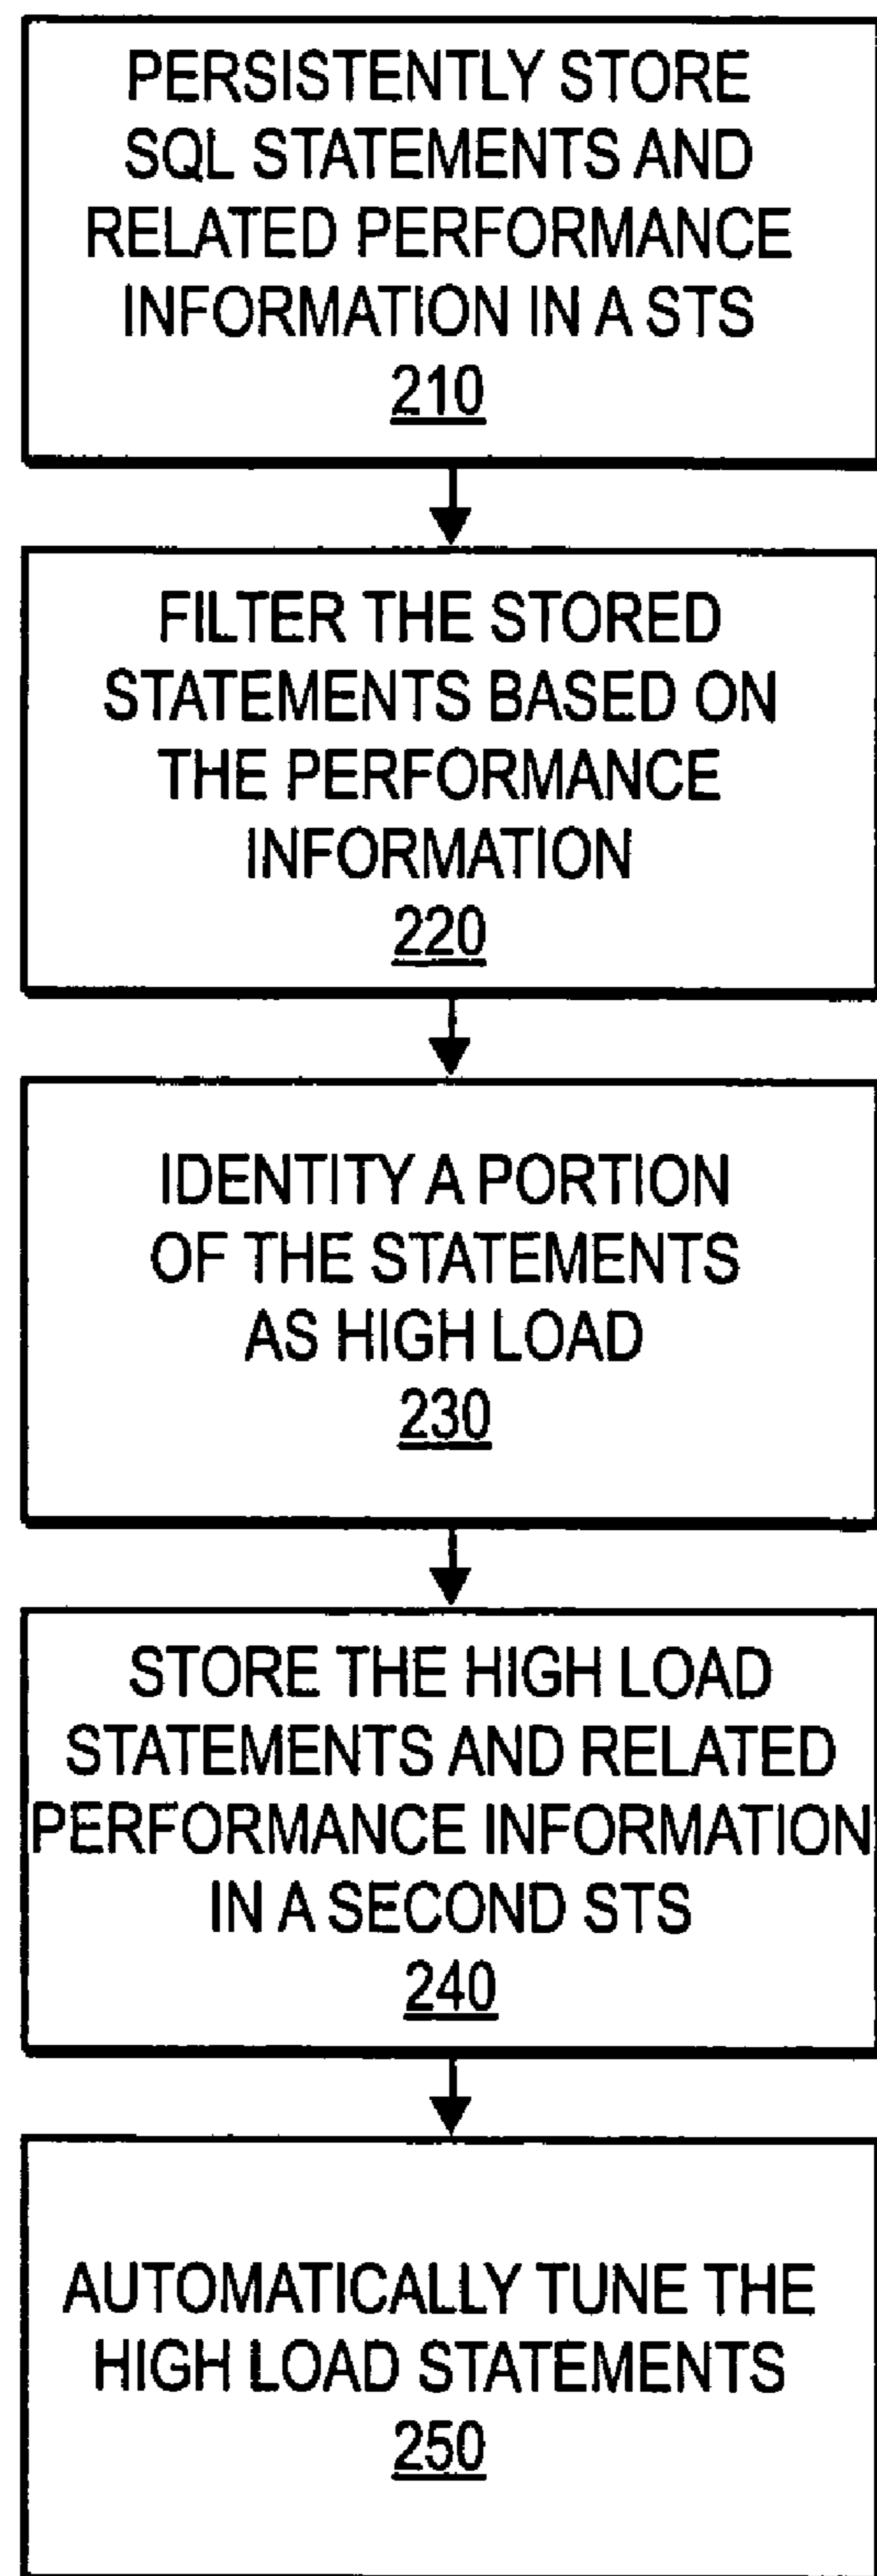 PERSISTENTLY STORE
SQL STATEMENTS AND
RELATED PERFORMANCE
INFORMATION IN A STS
210
FILTER THE STORED
STATEMENTS BASED ON
THE PERFORMANCE
INFORMATION
220
IDENTITY A PORTION
OF THE STATEMENTS
AS HIGH LOAD
230
STORE THE HIGH LOAD
STATEMENTS AND RELATED
PERFORMANCE INFORMATION
IN A SECOND STS
240
AUTOMATICALLY TUNE THE
HIGH LOAD STATEMENTS
250